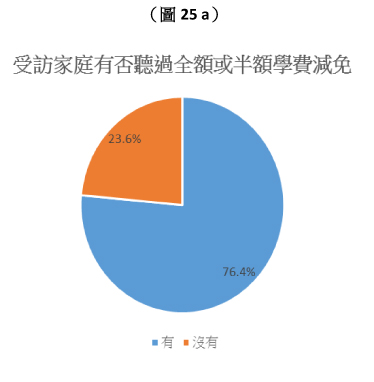 （圖 25 a）
受訪家庭有否聽過全額或半額學費減免
23.6%
76.4%
有 沒有